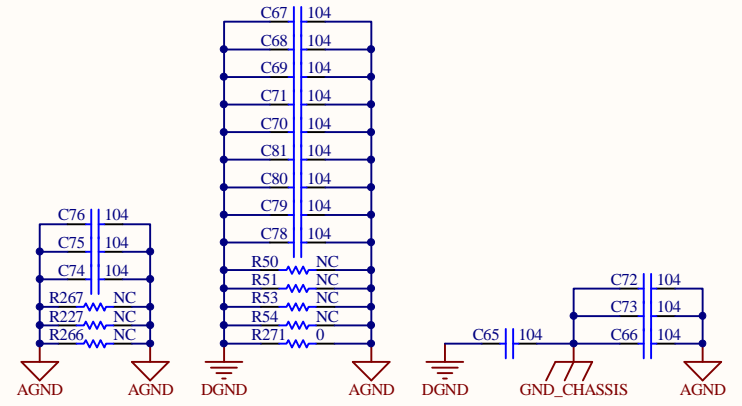 C67 104
C68 104
C69 104
C71 104
C70 104
C81 104
C80 104
C79 104
C78 104
R50 NC
R51 NC
R53 NC
R54 NC
R271 0
DGND AGND
C76 104
C75 104
C74 104
R267 NC
R227 NC
R266 NC
AGND AGND
C72 104
C73 104
C65 104 C66 104
DGND GND_CHASSIS AGND